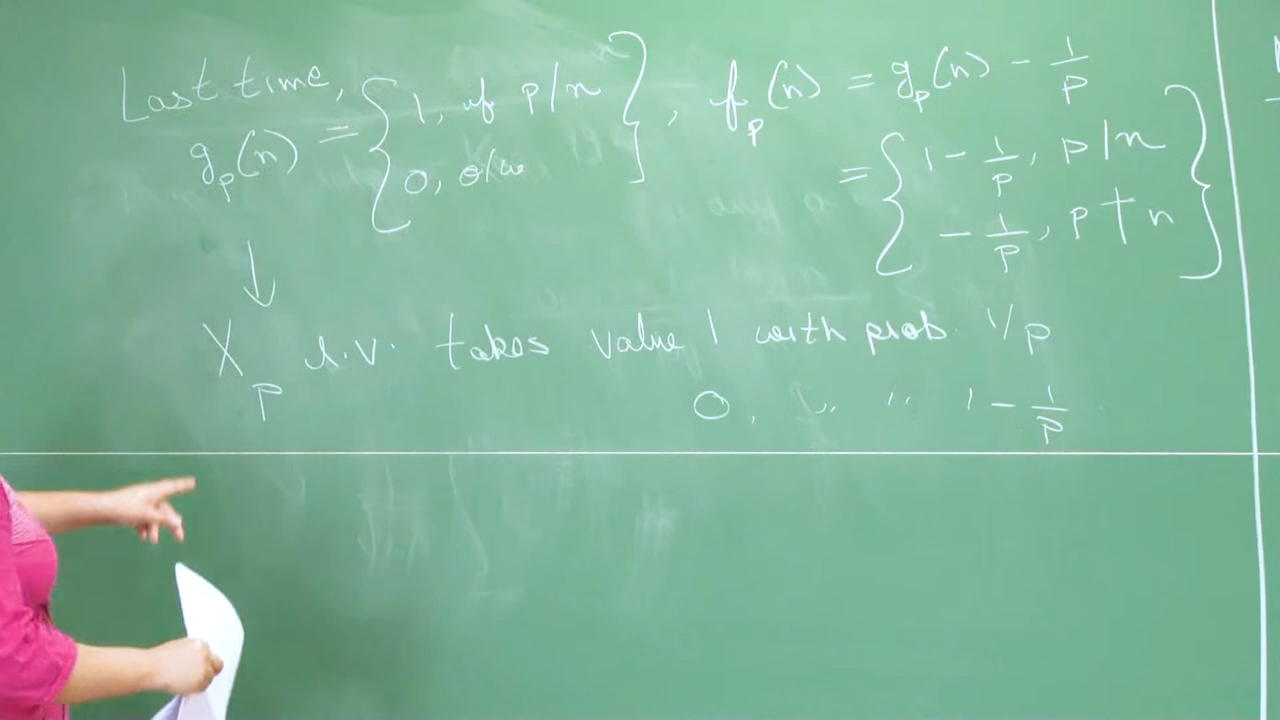 Last time,
g_p(n) = { 1, if p|n
0, o/w } , f_p(n) = g_p(n) - 1/p
= { 1 - 1/p, p|n
- 1/p, p∤n }
↓
X_p r.v. takes value 1 with prob. 1/p
0, " " 1 - 1/p